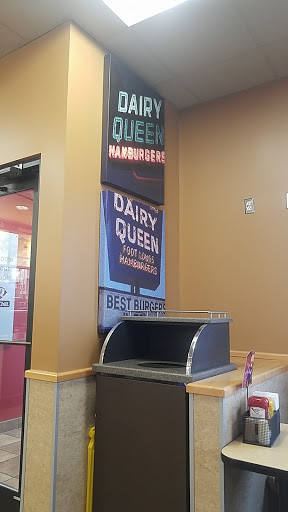 DAIRY
QUEEN
HAMBURGERS
DAIRY
QUEEN
FOOT LONGS
HAMBURGERS
BEST BURGERS